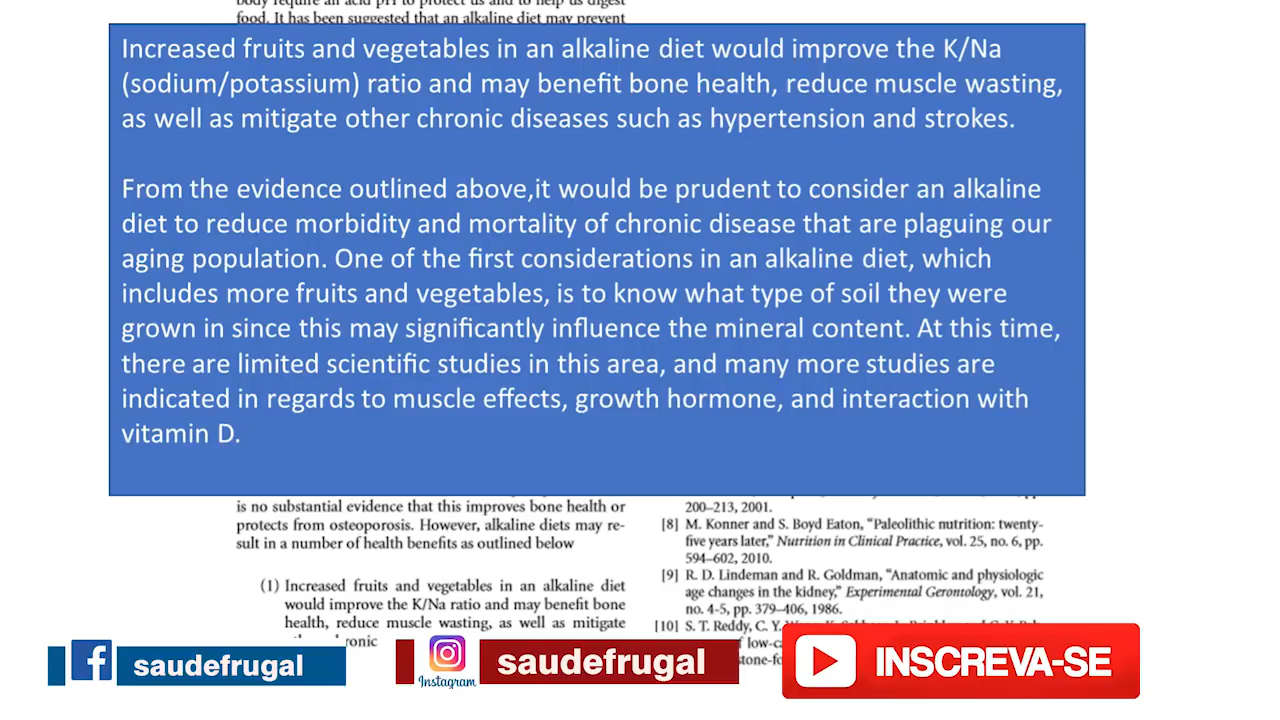 body require an acid pH to protect us and to help us digest
food. It has been suggested that an alkaline diet may prevent
Increased fruits and vegetables in an alkaline diet would improve the K/Na
(sodium/potassium) ratio and may benefit bone health, reduce muscle wasting,
as well as mitigate other chronic diseases such as hypertension and strokes.
From the evidence outlined above,it would be prudent to consider an alkaline
diet to reduce morbidity and mortality of chronic disease that are plaguing our
aging population. One of the first considerations in an alkaline diet, which
includes more fruits and vegetables, is to know what type of soil they were
grown in since this may significantly influence the mineral content. At this time,
there are limited scientific studies in this area, and many more studies are
indicated in regards to muscle effects, growth hormone, and interaction with
vitamin D.
is no substantial evidence that this improves bone health or
protects from osteoporosis. However, alkaline diets may re-
sult in a number of health benefits as outlined below
(1) Increased fruits and vegetables in an alkaline diet
would improve the K/Na ratio and may benefit bone
health, reduce muscle wasting, as well as mitigate
ronic
200–213, 2001.
[8] M. Konner and S. Boyd Eaton, “Paleolithic nutrition: twenty-
five years later,” Nutrition in Clinical Practice, vol. 25, no. 6, pp.
594–602, 2010.
[9] R. D. Lindeman and R. Goldman, “Anatomic and physiologic
age changes in the kidney,” Experimental Gerontology, vol. 21,
no. 4-5, pp. 379–406, 1986.
[10] S. T. Reddy, C. Y.
f low-ca
tone-fo
saudefrugal
Instagram
saudefrugal
INSCREVA-SE